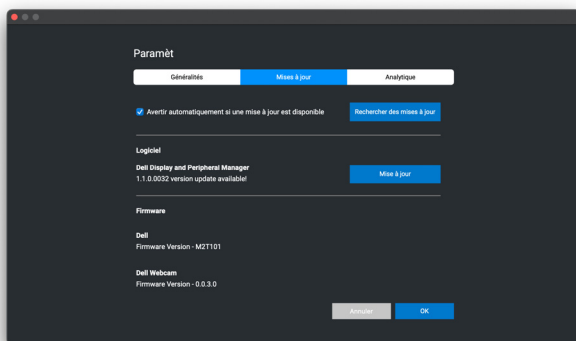 Paramèt
Généralités
Mises à jour
Analytique
Avertir automatiquement si une mise à jour est disponible
Rechercher des mises à jour
Logiciel
Dell Display and Peripheral Manager
1.1.0.0032 version update available!
Mise à jour
Firmware
Dell
Firmware Version - M2T101
Dell Webcam
Firmware Version - 0.0.3.0
Annuler
OK